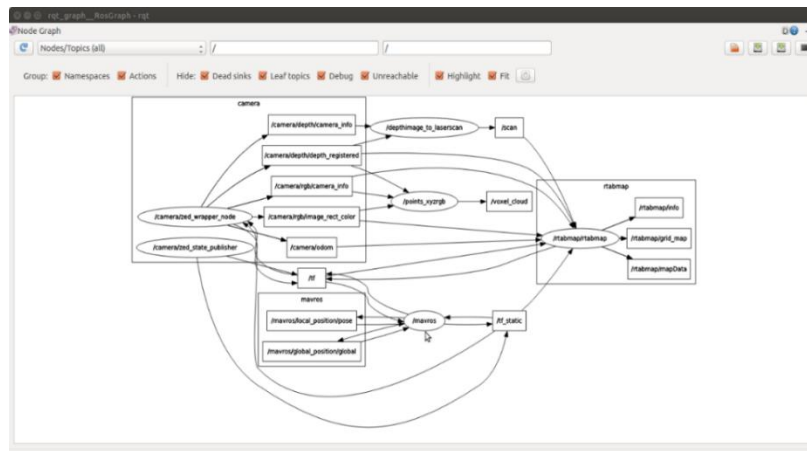 rqt_graph__RosGraph - rqt
Node Graph
D
Nodes/Topics (all)
/
/
Group:
Namespaces
Actions
Hide:
Dead sinks
Leaf topics
Debug
Unreachable
Highlight
Fit
camera
/camera/depth/camera_info
/depthimage_to_laserscan
/scan
/camera/depth/depth_registered
/camera/rgb/camera_info
rtabmap
/points_xyzrgb
/voxel_cloud
/rtabmap/info
/camera/zed_wrapper_node
/camera/rgb/image_rect_color
/rtabmap/rtabmap
/rtabmap/grid_map
/camera/zed_state_publisher
/camera/odom
/rtabmap/mapData
/tf
mavros
/mavros/local_position/pose
/mavros
/tf_static
/mavros/global_position/global